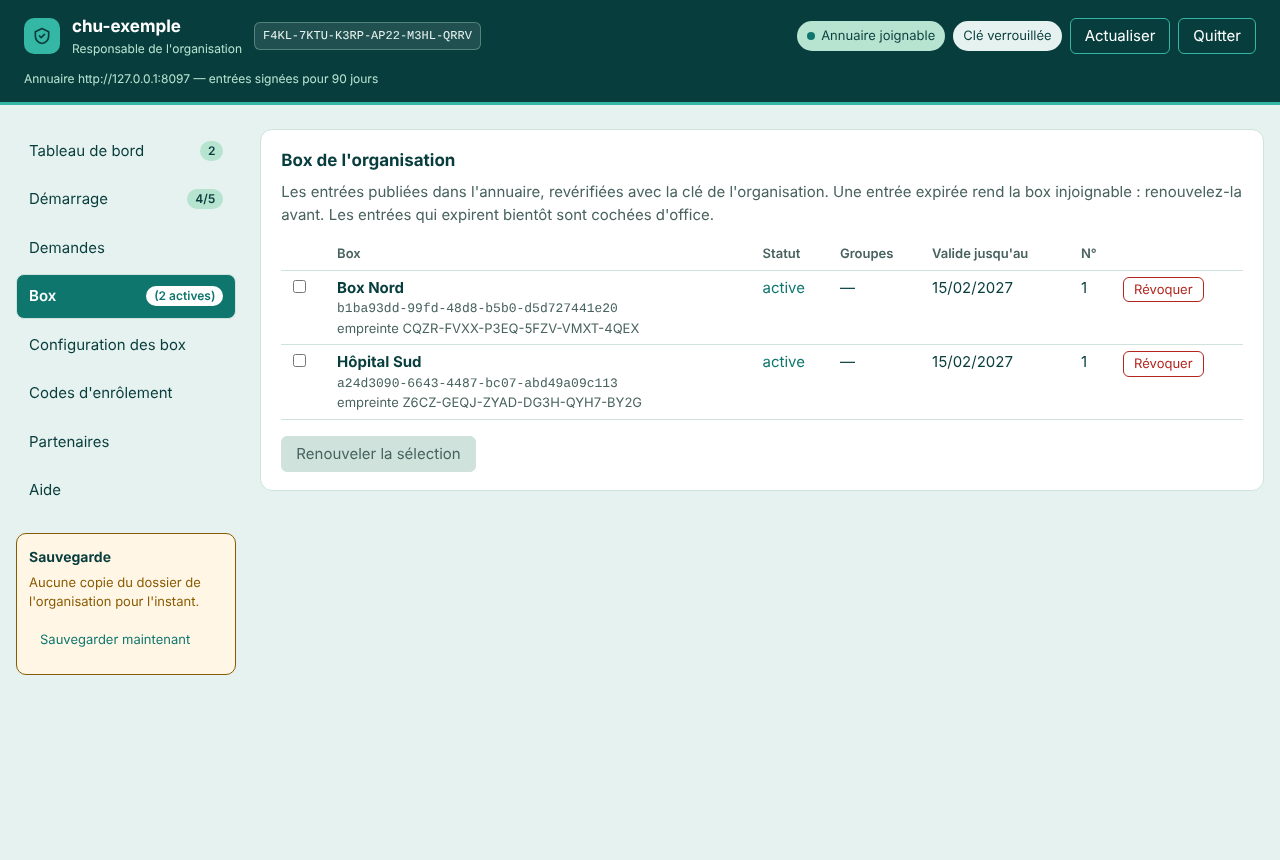 chu-exemple
Responsable de l'organisation
F4KL-7KTU-K3RP-AP22-M3HL-QRRV
Annuaire joignable
Clé verrouillée
Actualiser
Quitter
Annuaire http://127.0.0.1:8097 — entrées signées pour 90 jours
Tableau de bord 2
Démarrage 4/5
Demandes
Box (2 actives)
Configuration des box
Codes d'enrôlement
Partenaires
Aide
Sauvegarde
Aucune copie du dossier de
l'organisation pour l'instant.
Sauvegarder maintenant
Box de l'organisation
Les entrées publiées dans l'annuaire, revérifiées avec la clé de l'organisation. Une entrée expirée rend la box injoignable : renouvelez-la
avant. Les entrées qui expirent bientôt sont cochées d'office.
Box Statut Groupes Valide jusqu'au N°
Box Nord active — 15/02/2027 1 Révoquer
b1ba93dd-99fd-48d8-b5b0-d5d727441e20
empreinte CQZR-FVXX-P3EQ-5FZV-VMXT-4QEX
Hôpital Sud active — 15/02/2027 1 Révoquer
a24d3090-6643-4487-bc07-abd49a09c113
empreinte Z6CZ-GEQJ-ZYAD-DG3H-QYH7-BY2G
Renouveler la sélection